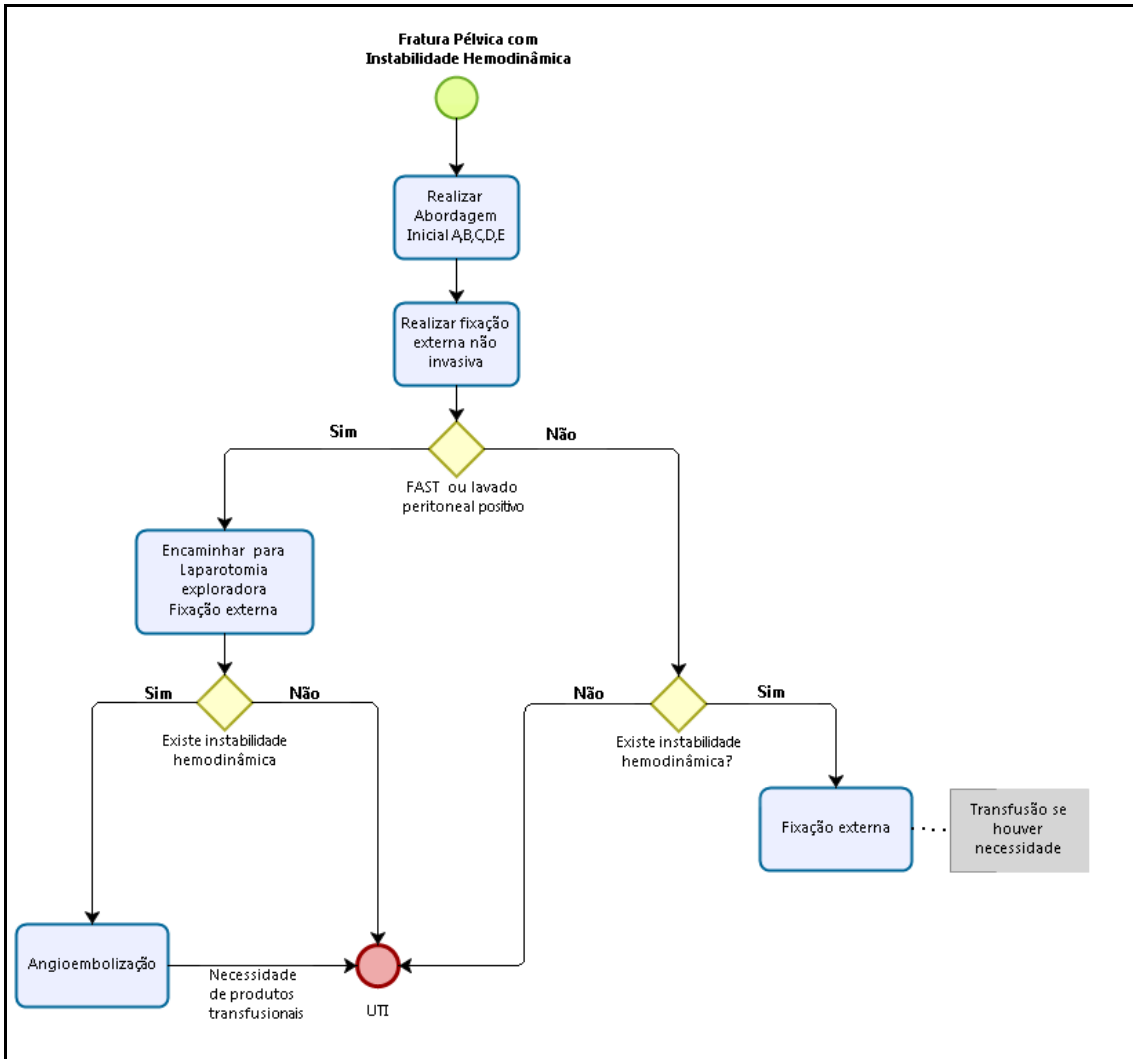 Fratura Pélvica com
Instabilidade Hemodinâmica
Realizar
Abordagem
Inicial A,B,C,D,E
Realizar fixação
externa não
invasiva
Sim
Não
FAST ou lavado
peritoneal positivo
Encaminhar para
Laparotomia
exploradora
Fixação externa
Sim
Não
Existe instabilidade
hemodinâmica
Não
Sim
Existe instabilidade
hemodinâmica?
Fixação externa
Transfusão se
houver
necessidade
Angioembolização
Necessidade
de produtos
transfusionais
UTI